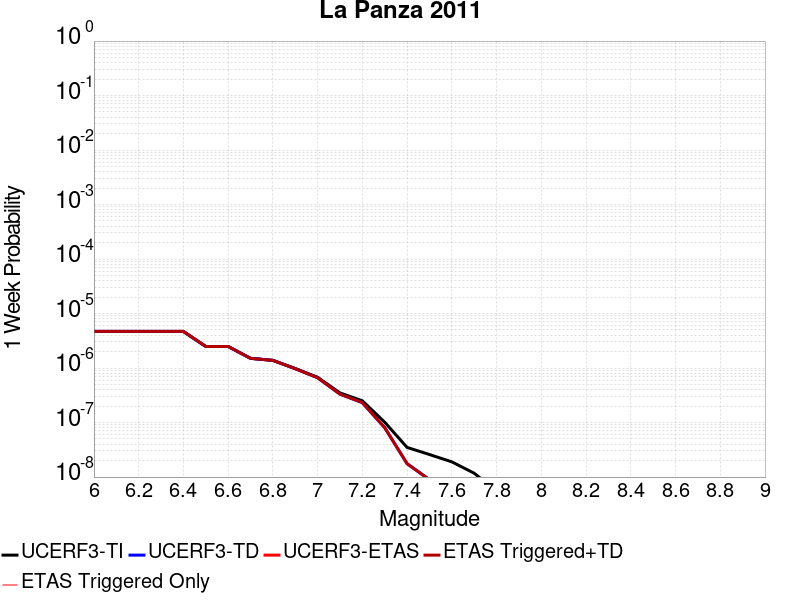 La Panza 2011
1 Week Probability
10^0
10^-1
10^-2
10^-3
10^-4
10^-5
10^-6
10^-7
10^-8
6 6.2 6.4 6.6 6.8 7 7.2 7.4 7.6 7.8 8 8.2 8.4 8.6 8.8 9
Magnitude
UCERF3-TI UCERF3-TD UCERF3-ETAS ETAS Triggered+TD
ETAS Triggered Only